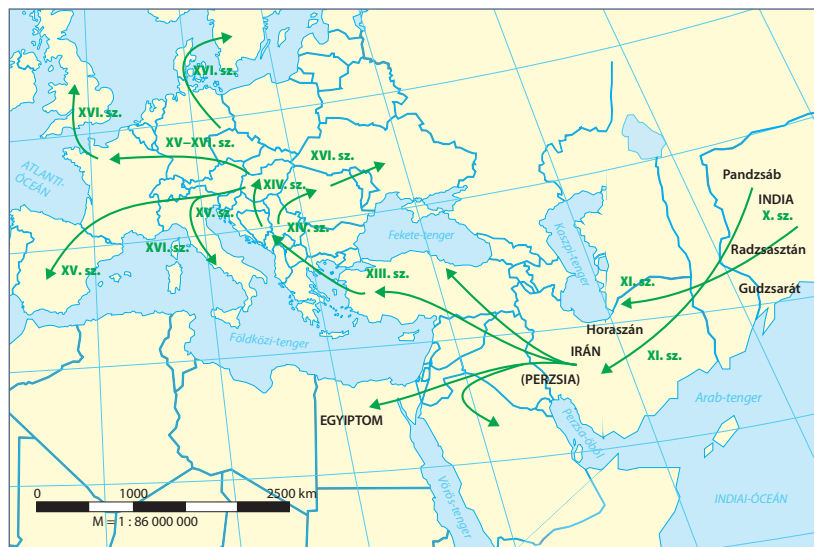 XVI. sz.
XVI. sz.
XV–XVI. sz.
XVI. sz.
ATLANTI-
ÓCEÁN
XIV. sz.
Pandzsáb
INDIA
X. sz.
XV. sz.
XIV. sz.
Fekete-tenger
Kaszpi-tenger
XVI. sz.
Radzsasztán
XV. sz.
XIII. sz.
XI. sz.
Gudzsarát
Horaszán
Földközi-tenger
IRÁN
XI. sz.
(PERZSIA)
Arab-tenger
EGYIPTOM
Perzsa-öböl
Vörös-tenger
INDIAI-ÓCEÁN
0 1000 2500 km
M = 1 : 86 000 000